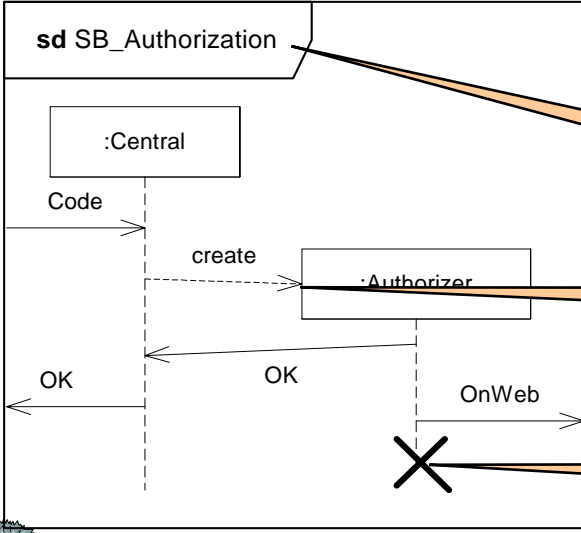 sd SB_Authorization
:Central
Code
create
:Authorizer
OK
OK
OnWeb